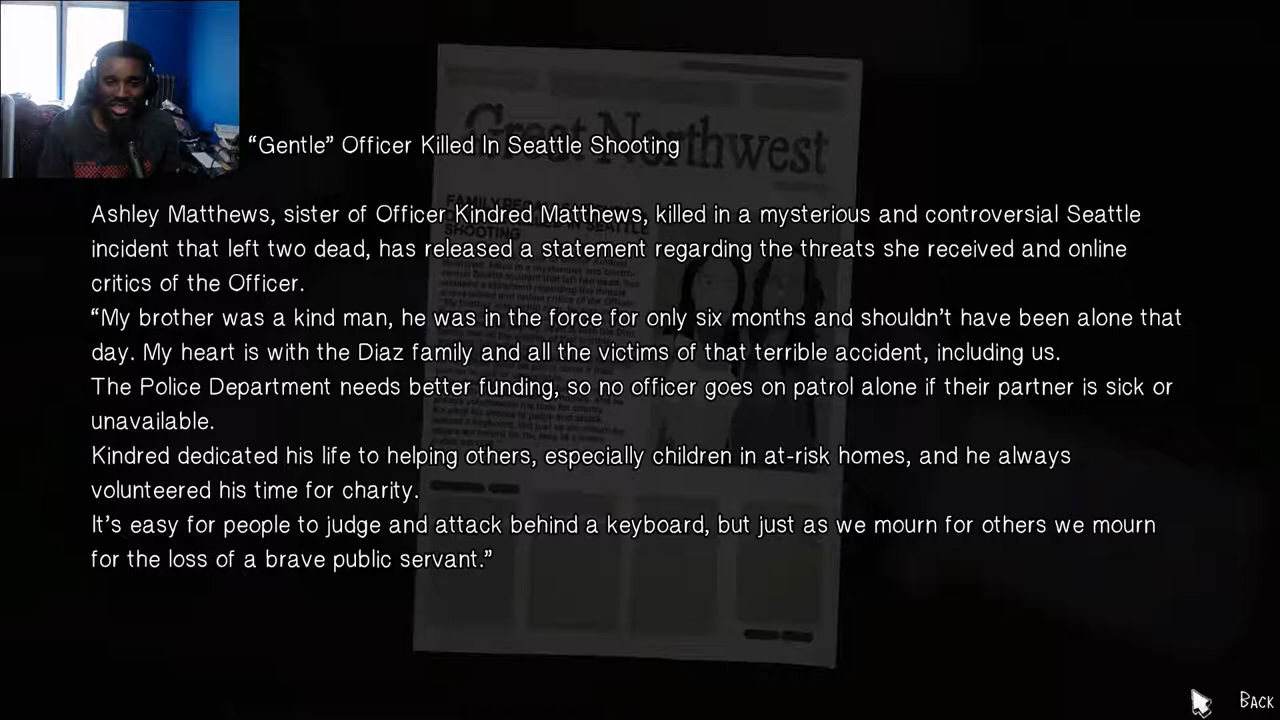 Great Northwest
“Gentle” Officer Killed In Seattle Shooting
Ashley Matthews, sister of Officer Kindred Matthews, killed in a mysterious and controversial Seattle
incident that left two dead, has released a statement regarding the threats she received and online
critics of the Officer.
“My brother was a kind man, he was in the force for only six months and shouldn’t have been alone that
day. My heart is with the Diaz family and all the victims of that terrible accident, including us.
The Police Department needs better funding, so no officer goes on patrol alone if their partner is sick or
unavailable.
Kindred dedicated his life to helping others, especially children in at-risk homes, and he always
volunteered his time for charity.
It’s easy for people to judge and attack behind a keyboard, but just as we mourn for others we mourn
for the loss of a brave public servant.”
Back